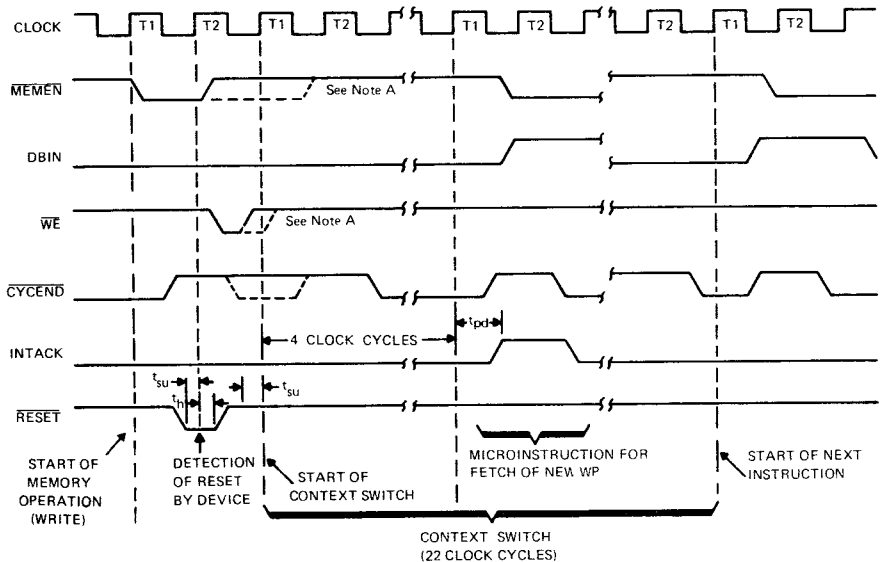 CLOCK T1 T2 T1 T2 T1 T2 T2 T1 T2
MEMEN See Note A
DBIN
WE See Note A
CYCEND
4 CLOCK CYCLES tpd
INTACK
tsu tsu
th
RESET
START OF
MEMORY
OPERATION
(WRITE)
DETECTION
OF RESET
BY DEVICE
START OF
CONTEXT SWITCH
MICROINSTRUCTION FOR
FETCH OF NEW WP
START OF NEXT
INSTRUCTION
CONTEXT SWITCH
(22 CLOCK CYCLES)